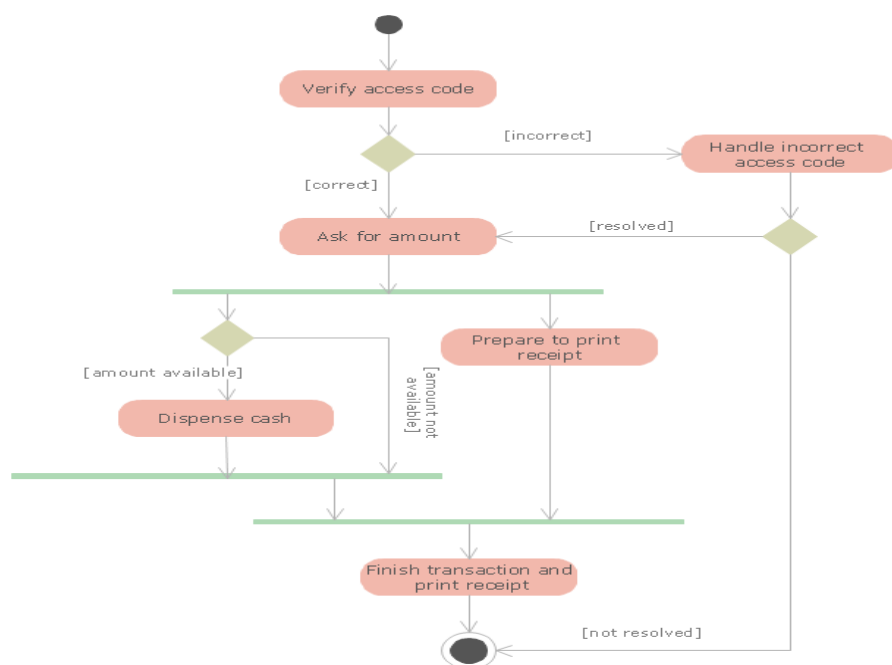 Verify access code
[incorrect]
Handle incorrect
access code
[correct]
[resolved]
Ask for amount
Prepare to print
receipt
[amount available]
[amount not
available]
Dispense cash
Finish transaction and
print receipt
[not resolved]